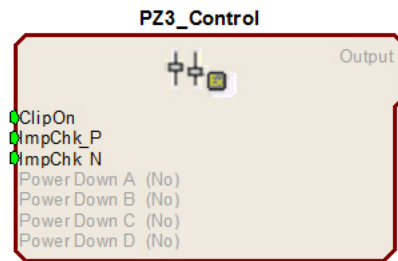 PZ3_Control
Output
ClipOn
ImpChk_P
ImpChk_N
Power Down A (No)
Power Down B (No)
Power Down C (No)
Power Down D (No)